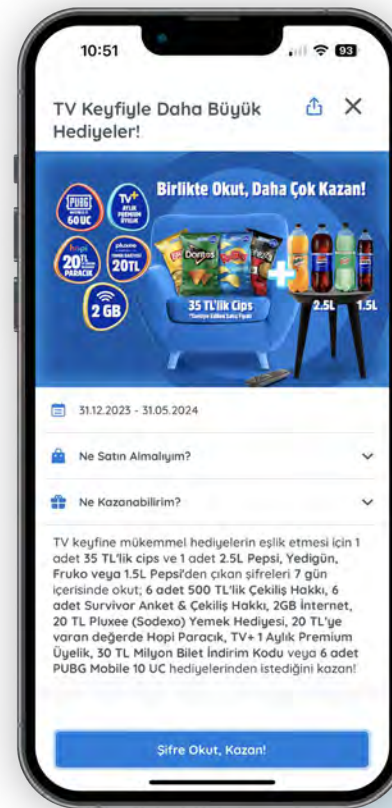 10:51
93
TV Keyfiyle Daha Büyük
Hediyeler!
Birlikte Okut, Daha Çok Kazan!
PUBG
60 UC
TV+
AYLIK
PREMIUM
ÜYELİK
hopi
20TL
PARACIK
pluxee
20TL
2 GB
Doritos
35 TL'lik Cips
2.5L
1.5L
31.12.2023 - 31.05.2024
Ne Satın Almalıyım?
Ne Kazanabilirim?
TV keyfine mükemmel hediyelerin eşlik etmesi için 1
adet 35 TL'lik cips ve 1 adet 2.5L Pepsi, Yedigün,
Fruko veya 1.5L Pepsi'den çıkan şifreleri 7 gün
içerisinde okut; 6 adet 500 TL'lik Çekiliş Hakkı, 6
adet Survivor Anket & Çekiliş Hakkı, 2GB İnternet,
20 TL Pluxee (Sodexo) Yemek Hediyesi, 20 TL'ye
varan değerde Hopi Paracık, TV+ 1 Aylık Premium
Üyelik, 30 TL Milyon Bilet İndirim Kodu veya 6 adet
PUBG Mobile 10 UC hediyelerinden istediğini kazan!
Şifre Okut, Kazan!